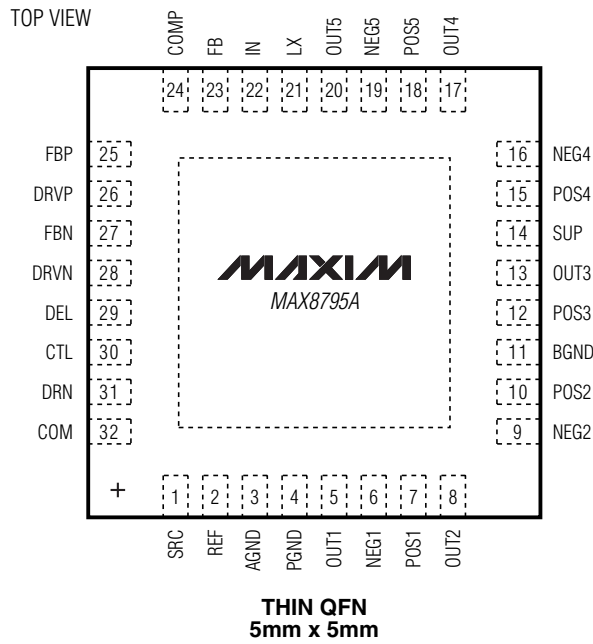 TOP VIEW
COMP FB IN LX OUT5 NEG5 POS5 OUT4
24 23 22 21 20 19 18 17
FBP 25 16 NEG4
DRVP 26 15 POS4
FBN 27 14 SUP
DRVN 28 13 OUT3
DEL 29 12 POS3
CTL 30 11 BGND
DRN 31 10 POS2
COM 32 9 NEG2
MAXIM
MAX8795A
+ 1 2 3 4 5 6 7 8
SRC REF AGND PGND OUT1 NEG1 POS1 OUT2
THIN QFN
5mm x 5mm